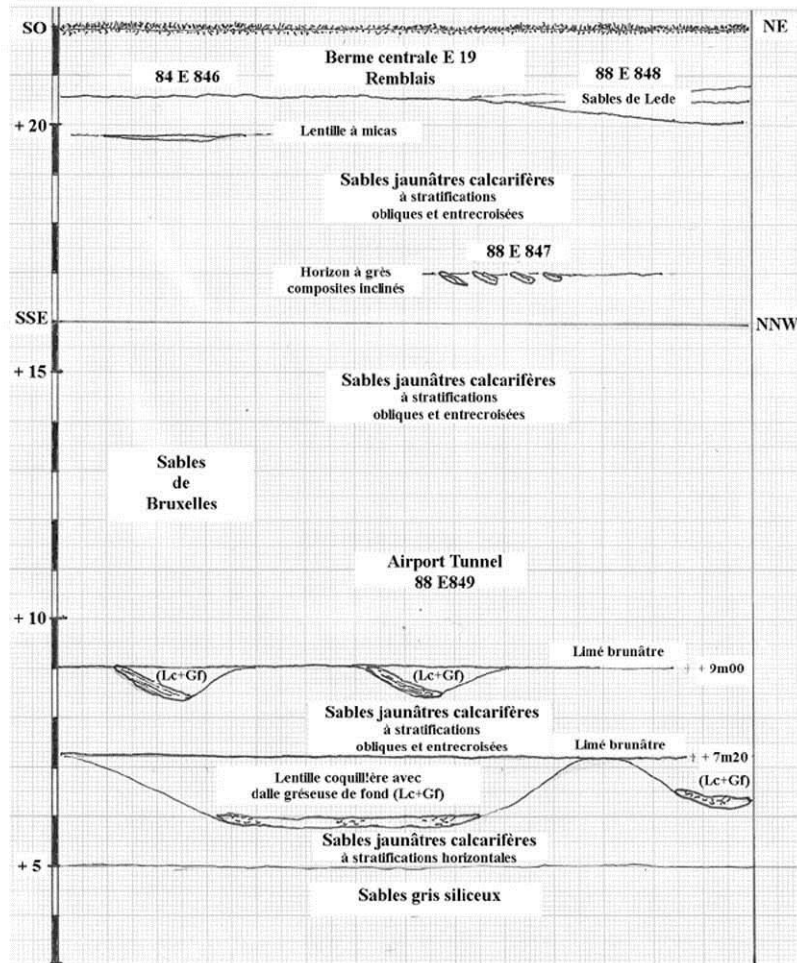 SO
NE
Berme centrale E 19
Remblais
84 E 846
88 E 848
Sables de Lede
+ 20
Lentille à micas
Sables jaunâtres calcarifères
à stratifications
obliques et entrecroisées
88 E 847
Horizon à grès
composites inclinés
SSE
NNW
+ 15
Sables jaunâtres calcarifères
à stratifications
obliques et entrecroisées
Sables
de
Bruxelles
Airport Tunnel
88 E849
+ 10
Limé brunâtre
(Lc+Gf)
(Lc+Gf)
+ + 9m00
Sables jaunâtres calcarifères
à stratifications
obliques et entrecroisées
Limé brunâtre
+ + 7m20
Lentille coquill!ère avec
dalle gréseuse de fond (Lc+Gf)
(Lc+Gf)
Sables jaunâtres calcarifères
à stratifications horizontales
+ 5
Sables gris siliceux